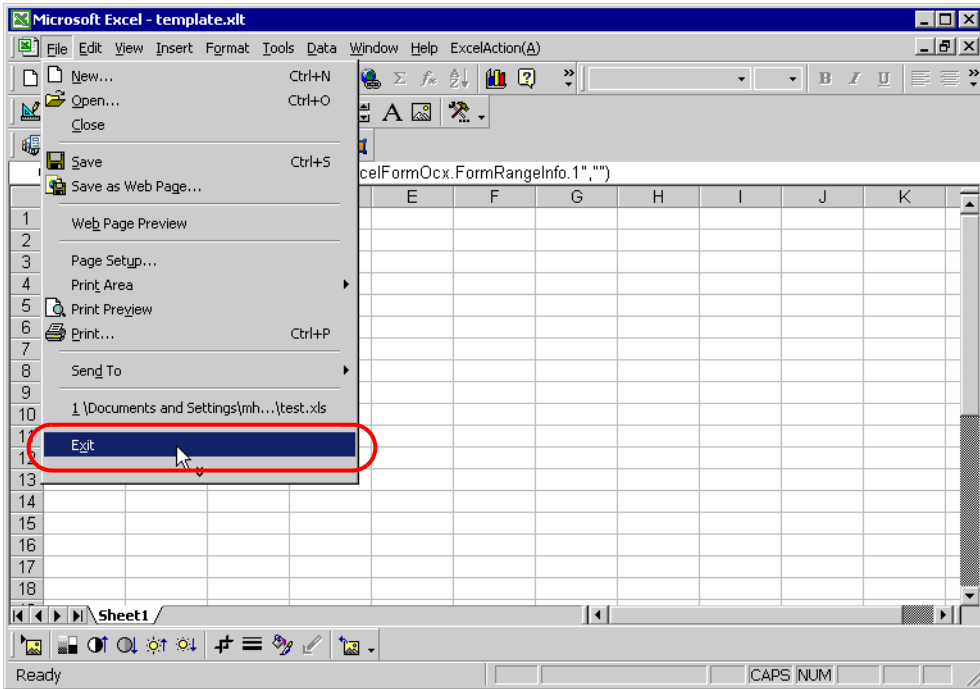 Microsoft Excel - template.xlt
File Edit View Insert Format Tools Data Window Help ExcelAction(A)
New... Ctrl+N
Open... Ctrl+O
Close
Save Ctrl+S
Save as Web Page...
Web Page Preview
Page Setup...
Print Area
Print Preview
Print... Ctrl+P
Send To
1 \Documents and Settings\mh...\test.xls
Exit
Σ fx B I U
A
celFormOcx.FormRangeInfo.1","")
E F G H I J K
1
2
3
4
5
6
7
8
9
10
11
12
13
14
15
16
17
18
Sheet1
Ready CAPS NUM